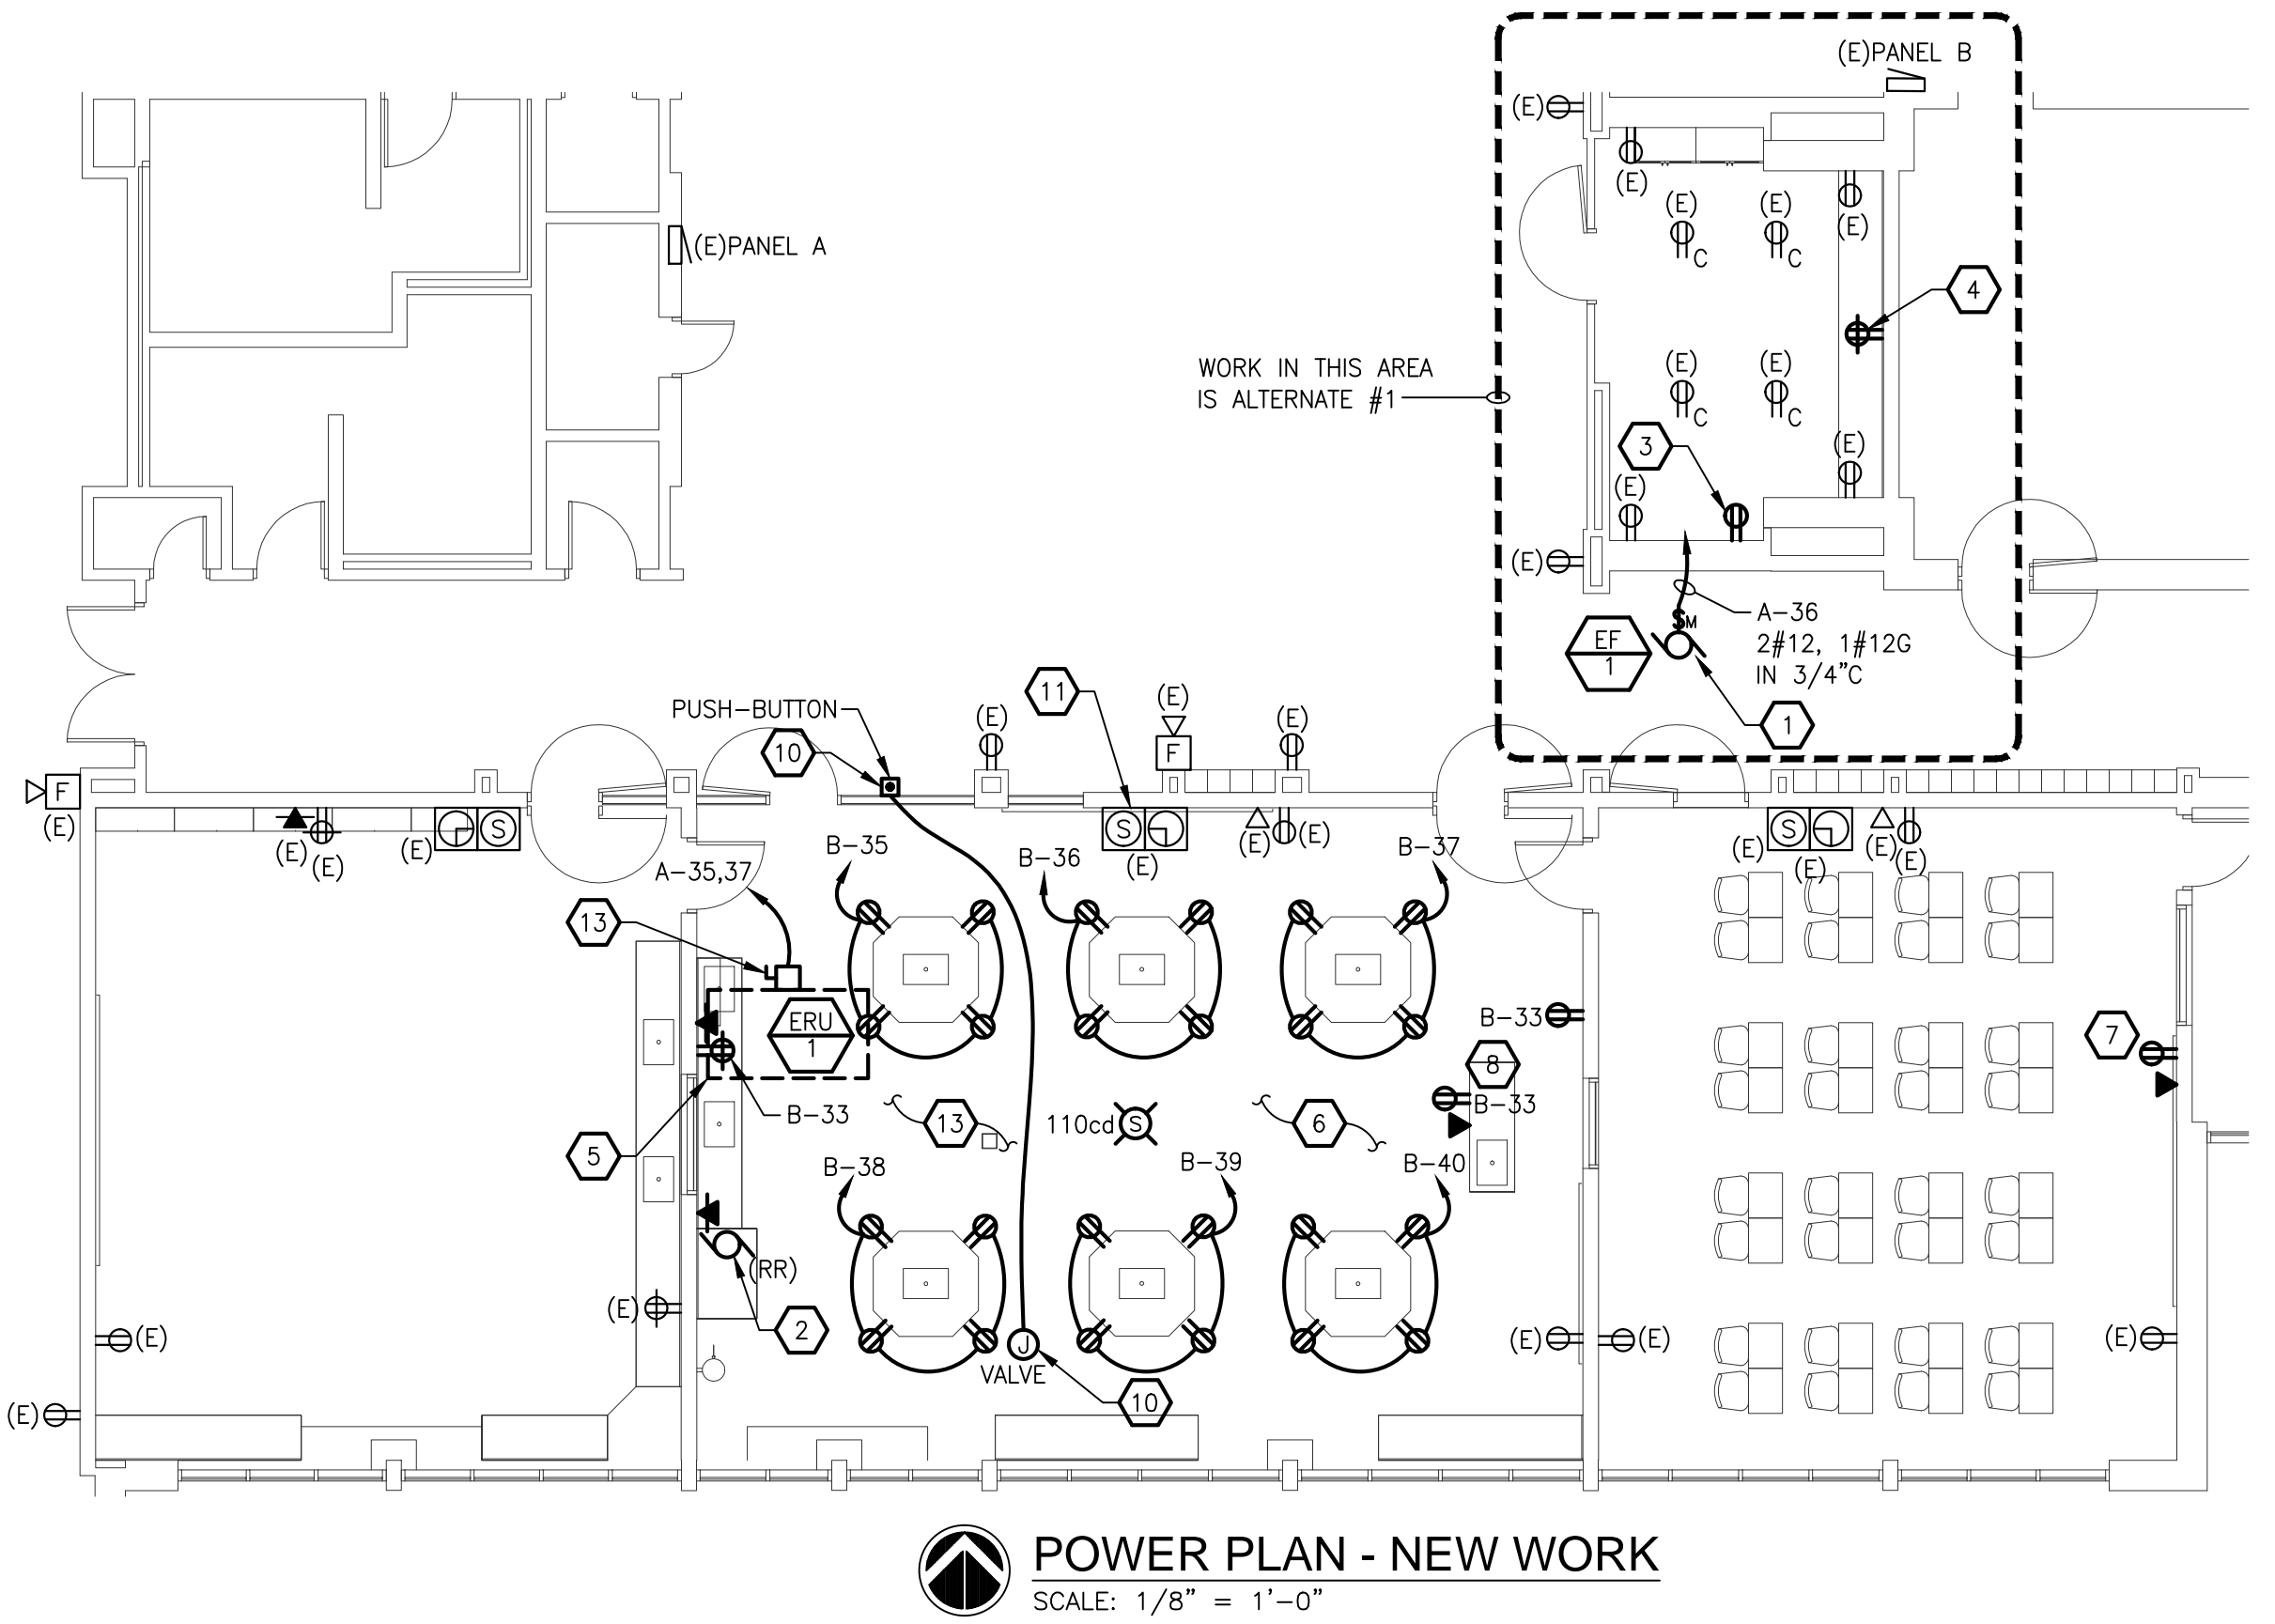 (E)PANEL B
(E)
(E)
(E)
(E)
C
(E)
C
(E)PANEL A
4
WORK IN THIS AREA
IS ALTERNATE #1
(E)
C
(E)
C
3
(E)
(E)
(E)
A-36
2#12, 1#12G
IN 3/4"C
$M
EF
1
1
PUSH-BUTTON
10
11
(E)
(E)
F
(E)
F
(E)
(E)
(E)
(E)
S
S
(E)
(E)
(E)
(E)
S
(E)
(E)
(E)
A-35,37
B-35
B-36
B-37
13
ERU
1
B-33
5
B-33
8
B-33
7
13
110cd
S
6
B-38
B-39
B-40
(RR)
2
(E)
(E)
(E)
J
VALVE
10
(E)
(E)
(E)
POWER PLAN - NEW WORK
SCALE: 1/8" = 1'-0"